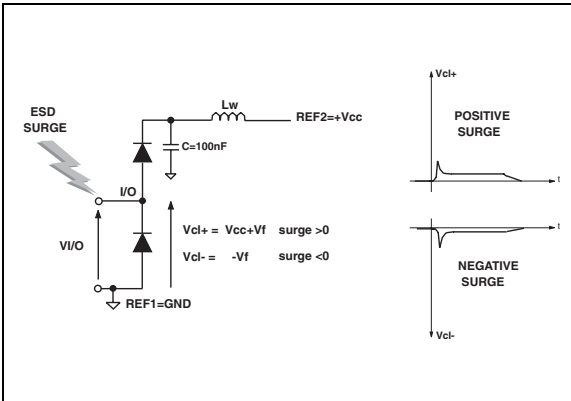 Vcl+
Lw
REF2=+Vcc
ESD
SURGE
POSITIVE
SURGE
C=100nF
t
I/O
VI/O
Vcl+ = Vcc+Vf surge >0
Vcl- = -Vf surge <0
t
NEGATIVE
SURGE
REF1=GND
Vcl-